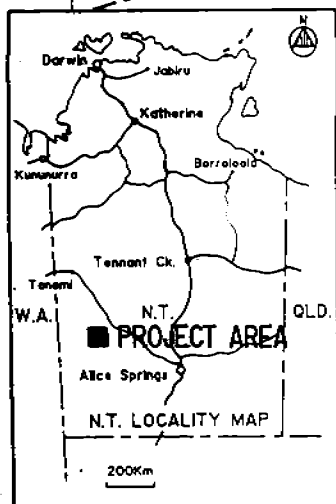 N
Darwin
Jabiru
Katherine
Kununurra
Borroloola
Tennant Ck.
Tanami
W.A.
N.T.
QLD.
PROJECT AREA
Alice Springs
N.T. LOCALITY MAP
200Km